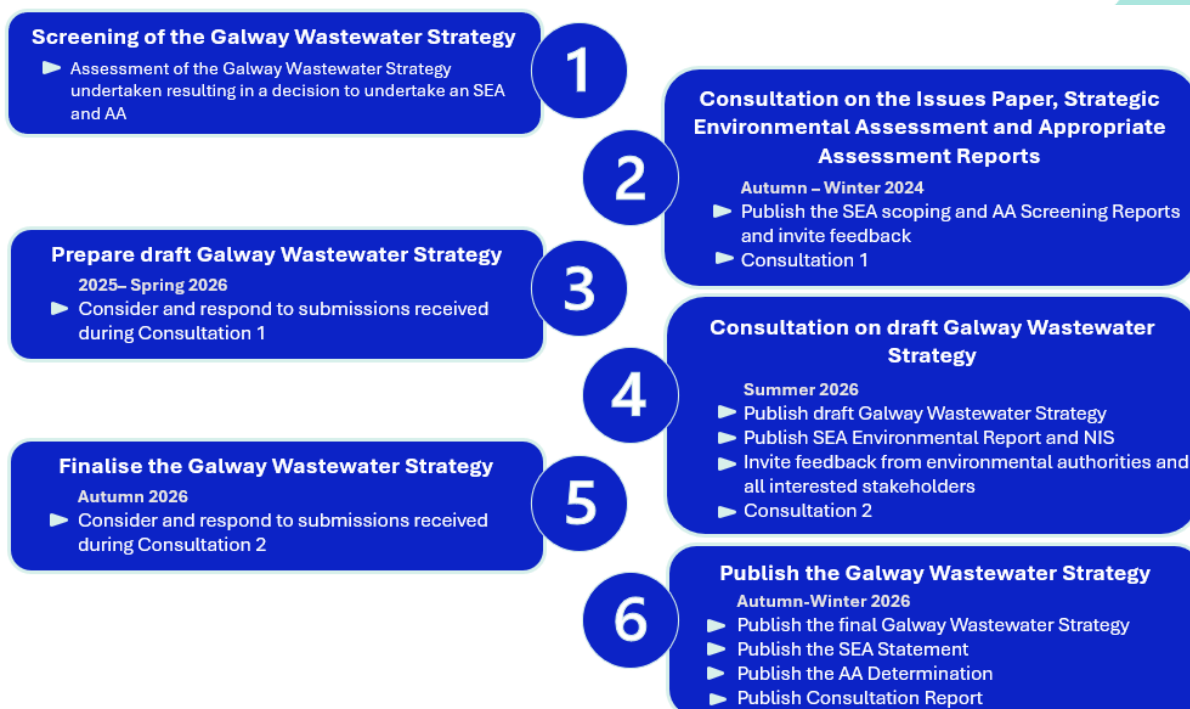 Screening of the Galway Wastewater Strategy
Assessment of the Galway Wastewater Strategy
undertaken resulting in a decision to undertake an SEA
and AA
1
Consultation on the Issues Paper, Strategic
Environmental Assessment and Appropriate
Assessment Reports
Autumn – Winter 2024
Publish the SEA scoping and AA Screening Reports
and invite feedback
Consultation 1
2
Prepare draft Galway Wastewater Strategy
2025– Spring 2026
Consider and respond to submissions received
during Consultation 1
3
Consultation on draft Galway Wastewater
Strategy
Summer 2026
Publish draft Galway Wastewater Strategy
Publish SEA Environmental Report and NIS
Invite feedback from environmental authorities and
all interested stakeholders
Consultation 2
4
Finalise the Galway Wastewater Strategy
Autumn 2026
Consider and respond to submissions received
during Consultation 2
5
Publish the Galway Wastewater Strategy
Autumn-Winter 2026
Publish the final Galway Wastewater Strategy
Publish the SEA Statement
Publish the AA Determination
Publish Consultation Report
6